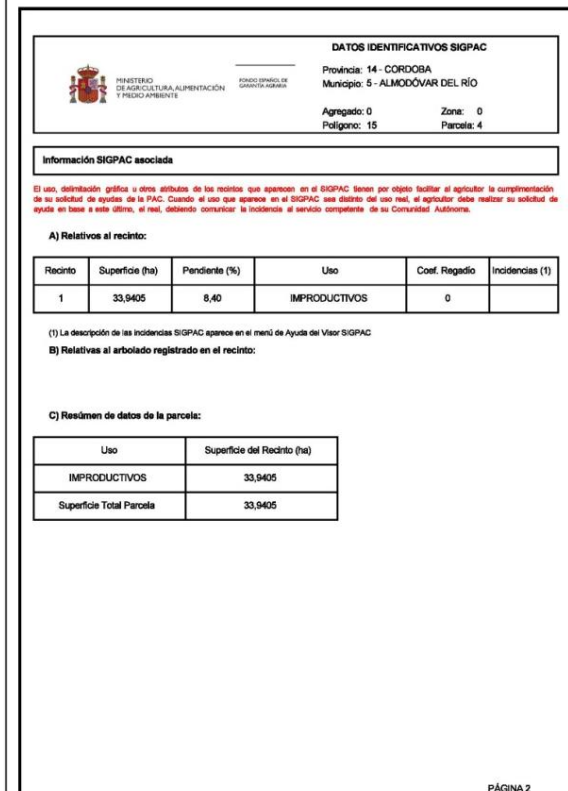 DATOS IDENTIFICATIVOS SIGPAC
MINISTERIO
DE AGRICULTURA, ALIMENTACIÓN
Y MEDIO AMBIENTE
FONDO ESPAÑOL DE
GARANTÍA AGRARIA
Provincia: 14 - CORDOBA
Municipio: 5 - ALMODÓVAR DEL RÍO
Agregado: 0 Zona: 0
Polígono: 15 Parcela: 4
Información SIGPAC asociada
El uso, delimitación gráfica u otros atributos de los recintos que aparecen en el SIGPAC tienen por objeto facilitar al agricultor la cumplimentación
de su solicitud de ayudas de la PAC. Cuando el uso que aparece en el SIGPAC sea distinto del uso real, el agricultor debe realizar su solicitud de
ayuda en base a este último, el real, debiendo comunicar la incidencia al servicio competente de su Comunidad Autónoma.
A) Relativos al recinto:
Recinto Superficie (ha) Pendiente (%) Uso Coef. Regadío Incidencias (1)
1 33,9405 8,40 IMPRODUCTIVOS 0
(1) La descripción de las incidencias SIGPAC aparece en el menú de Ayuda del Visor SIGPAC
B) Relativas al arbolado registrado en el recinto:
C) Resúmen de datos de la parcela:
Uso Superficie del Recinto (ha)
IMPRODUCTIVOS 33,9405
Superficie Total Parcela 33,9405
PÁGINA 2